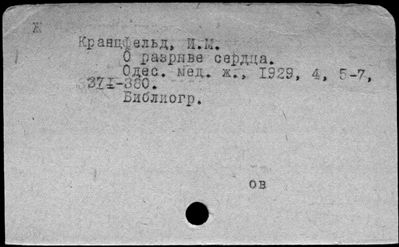 Ж
Кранцфельд, И.М.
О разрыве сердца.
Одес. мед. ж., 1929, 4, 5-7,
371-380.
Библиогр.
ов